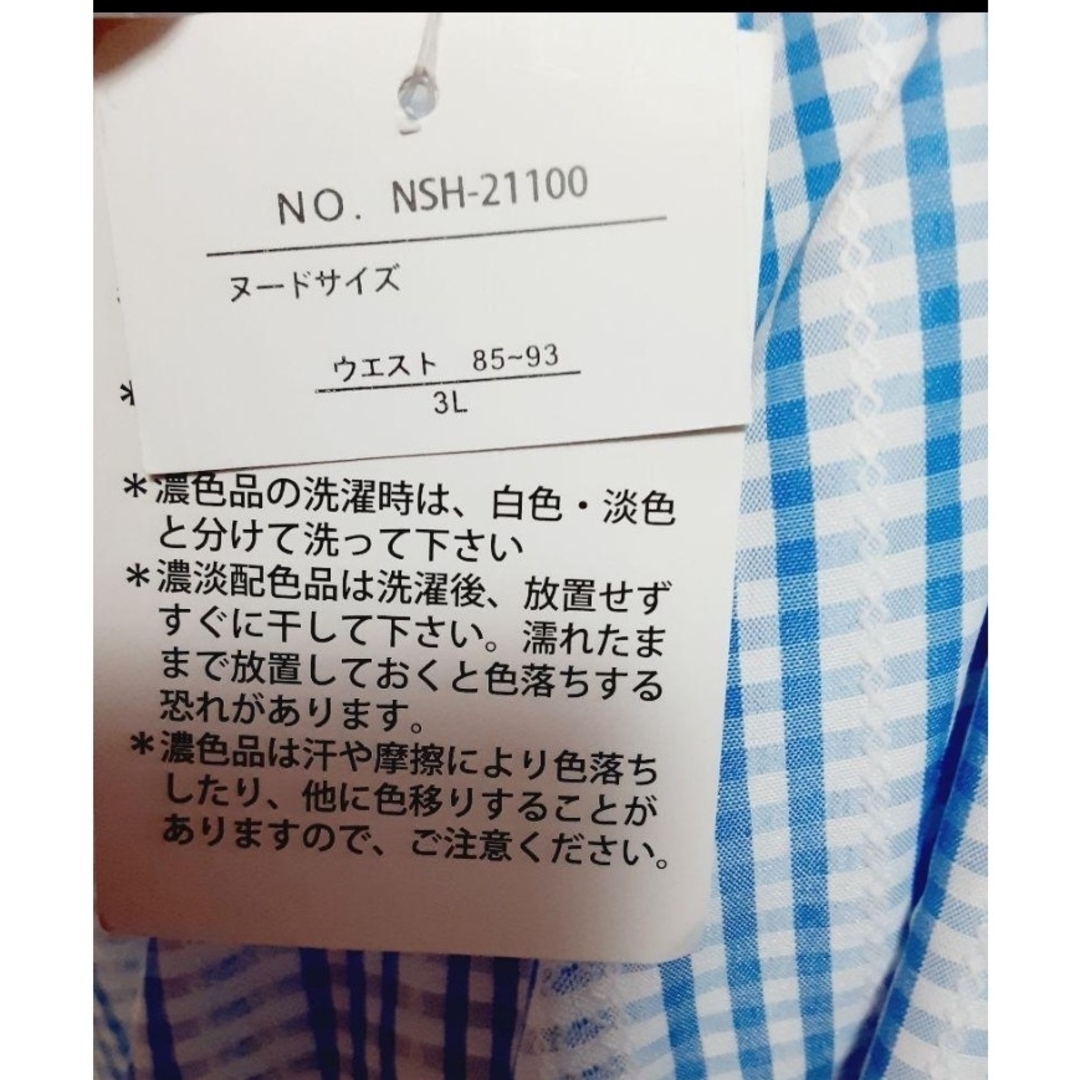 NO. NSH-21100
ヌードサイズ
ウエスト 85~93
3L
*
*濃色品の洗濯時は、白色・淡色
と分けて洗って下さい
*濃淡配色品は洗濯後、放置せず
すぐに干して下さい。濡れたま
まで放置しておくと色落ちする
恐れがあります。
*濃色品は汗や摩擦により色落ち
したり、他に色移りすることが
ありますので、ご注意ください。